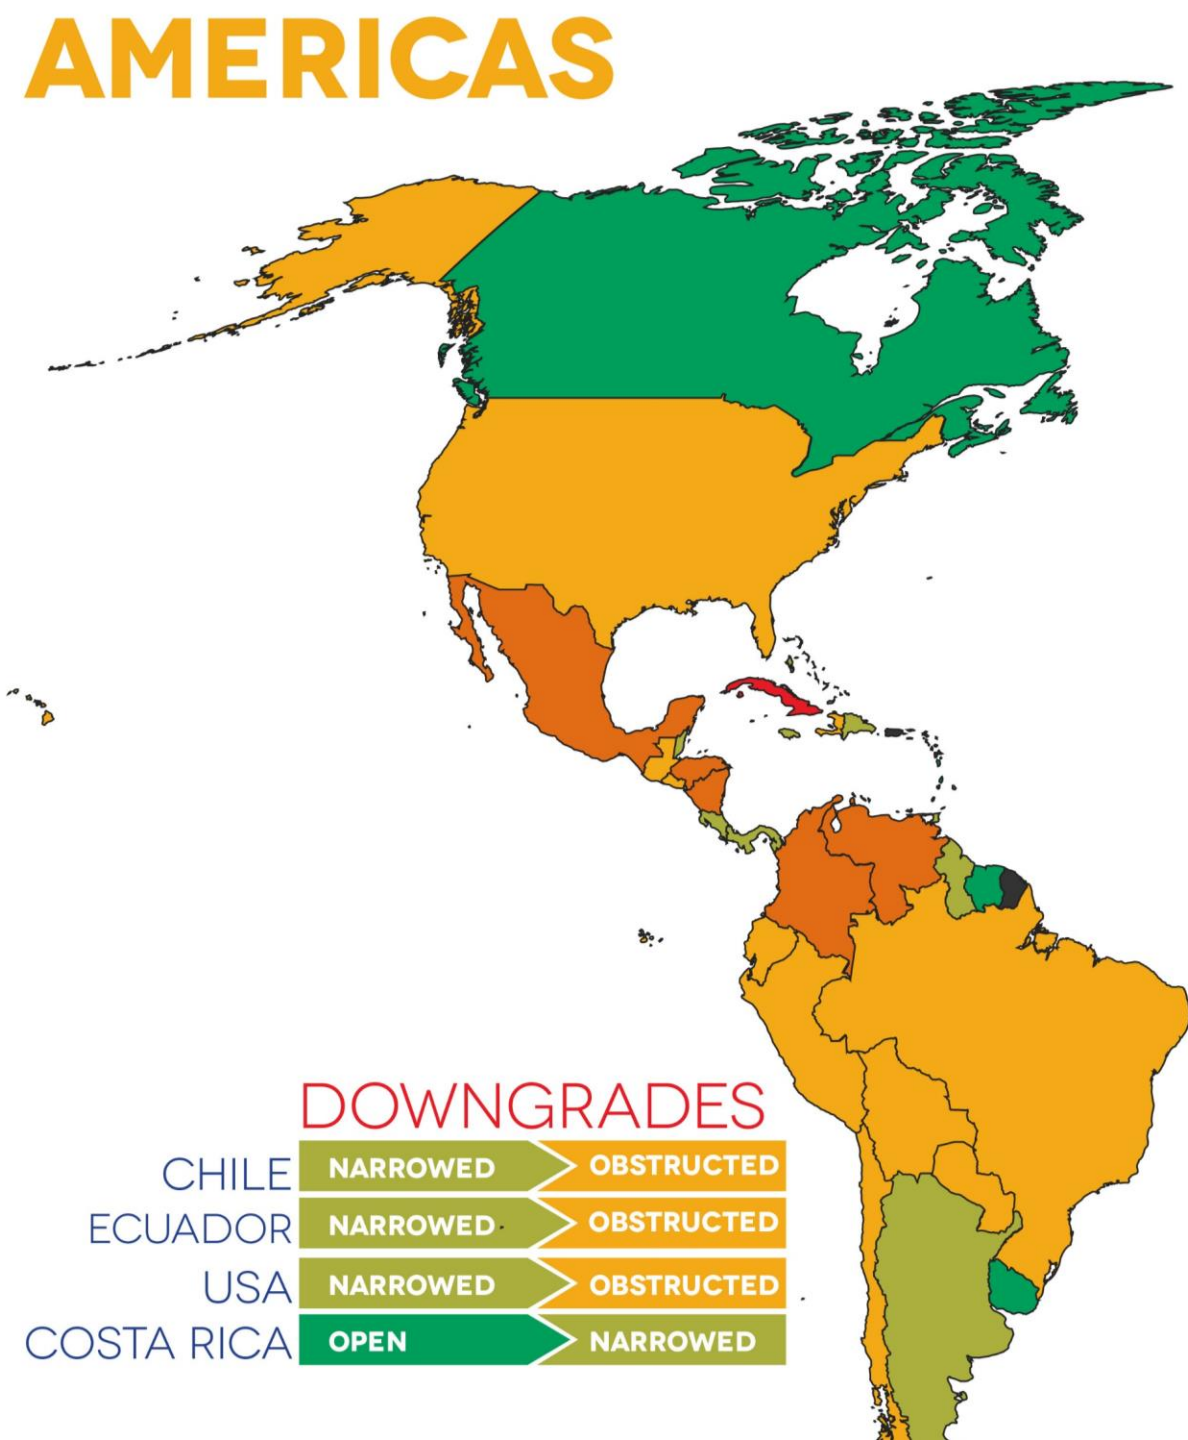 AMERICAS
DOWNGRADES
CHILE NARROWED OBSTRUCTED
ECUADOR NARROWED OBSTRUCTED
USA NARROWED OBSTRUCTED
COSTA RICA OPEN NARROWED